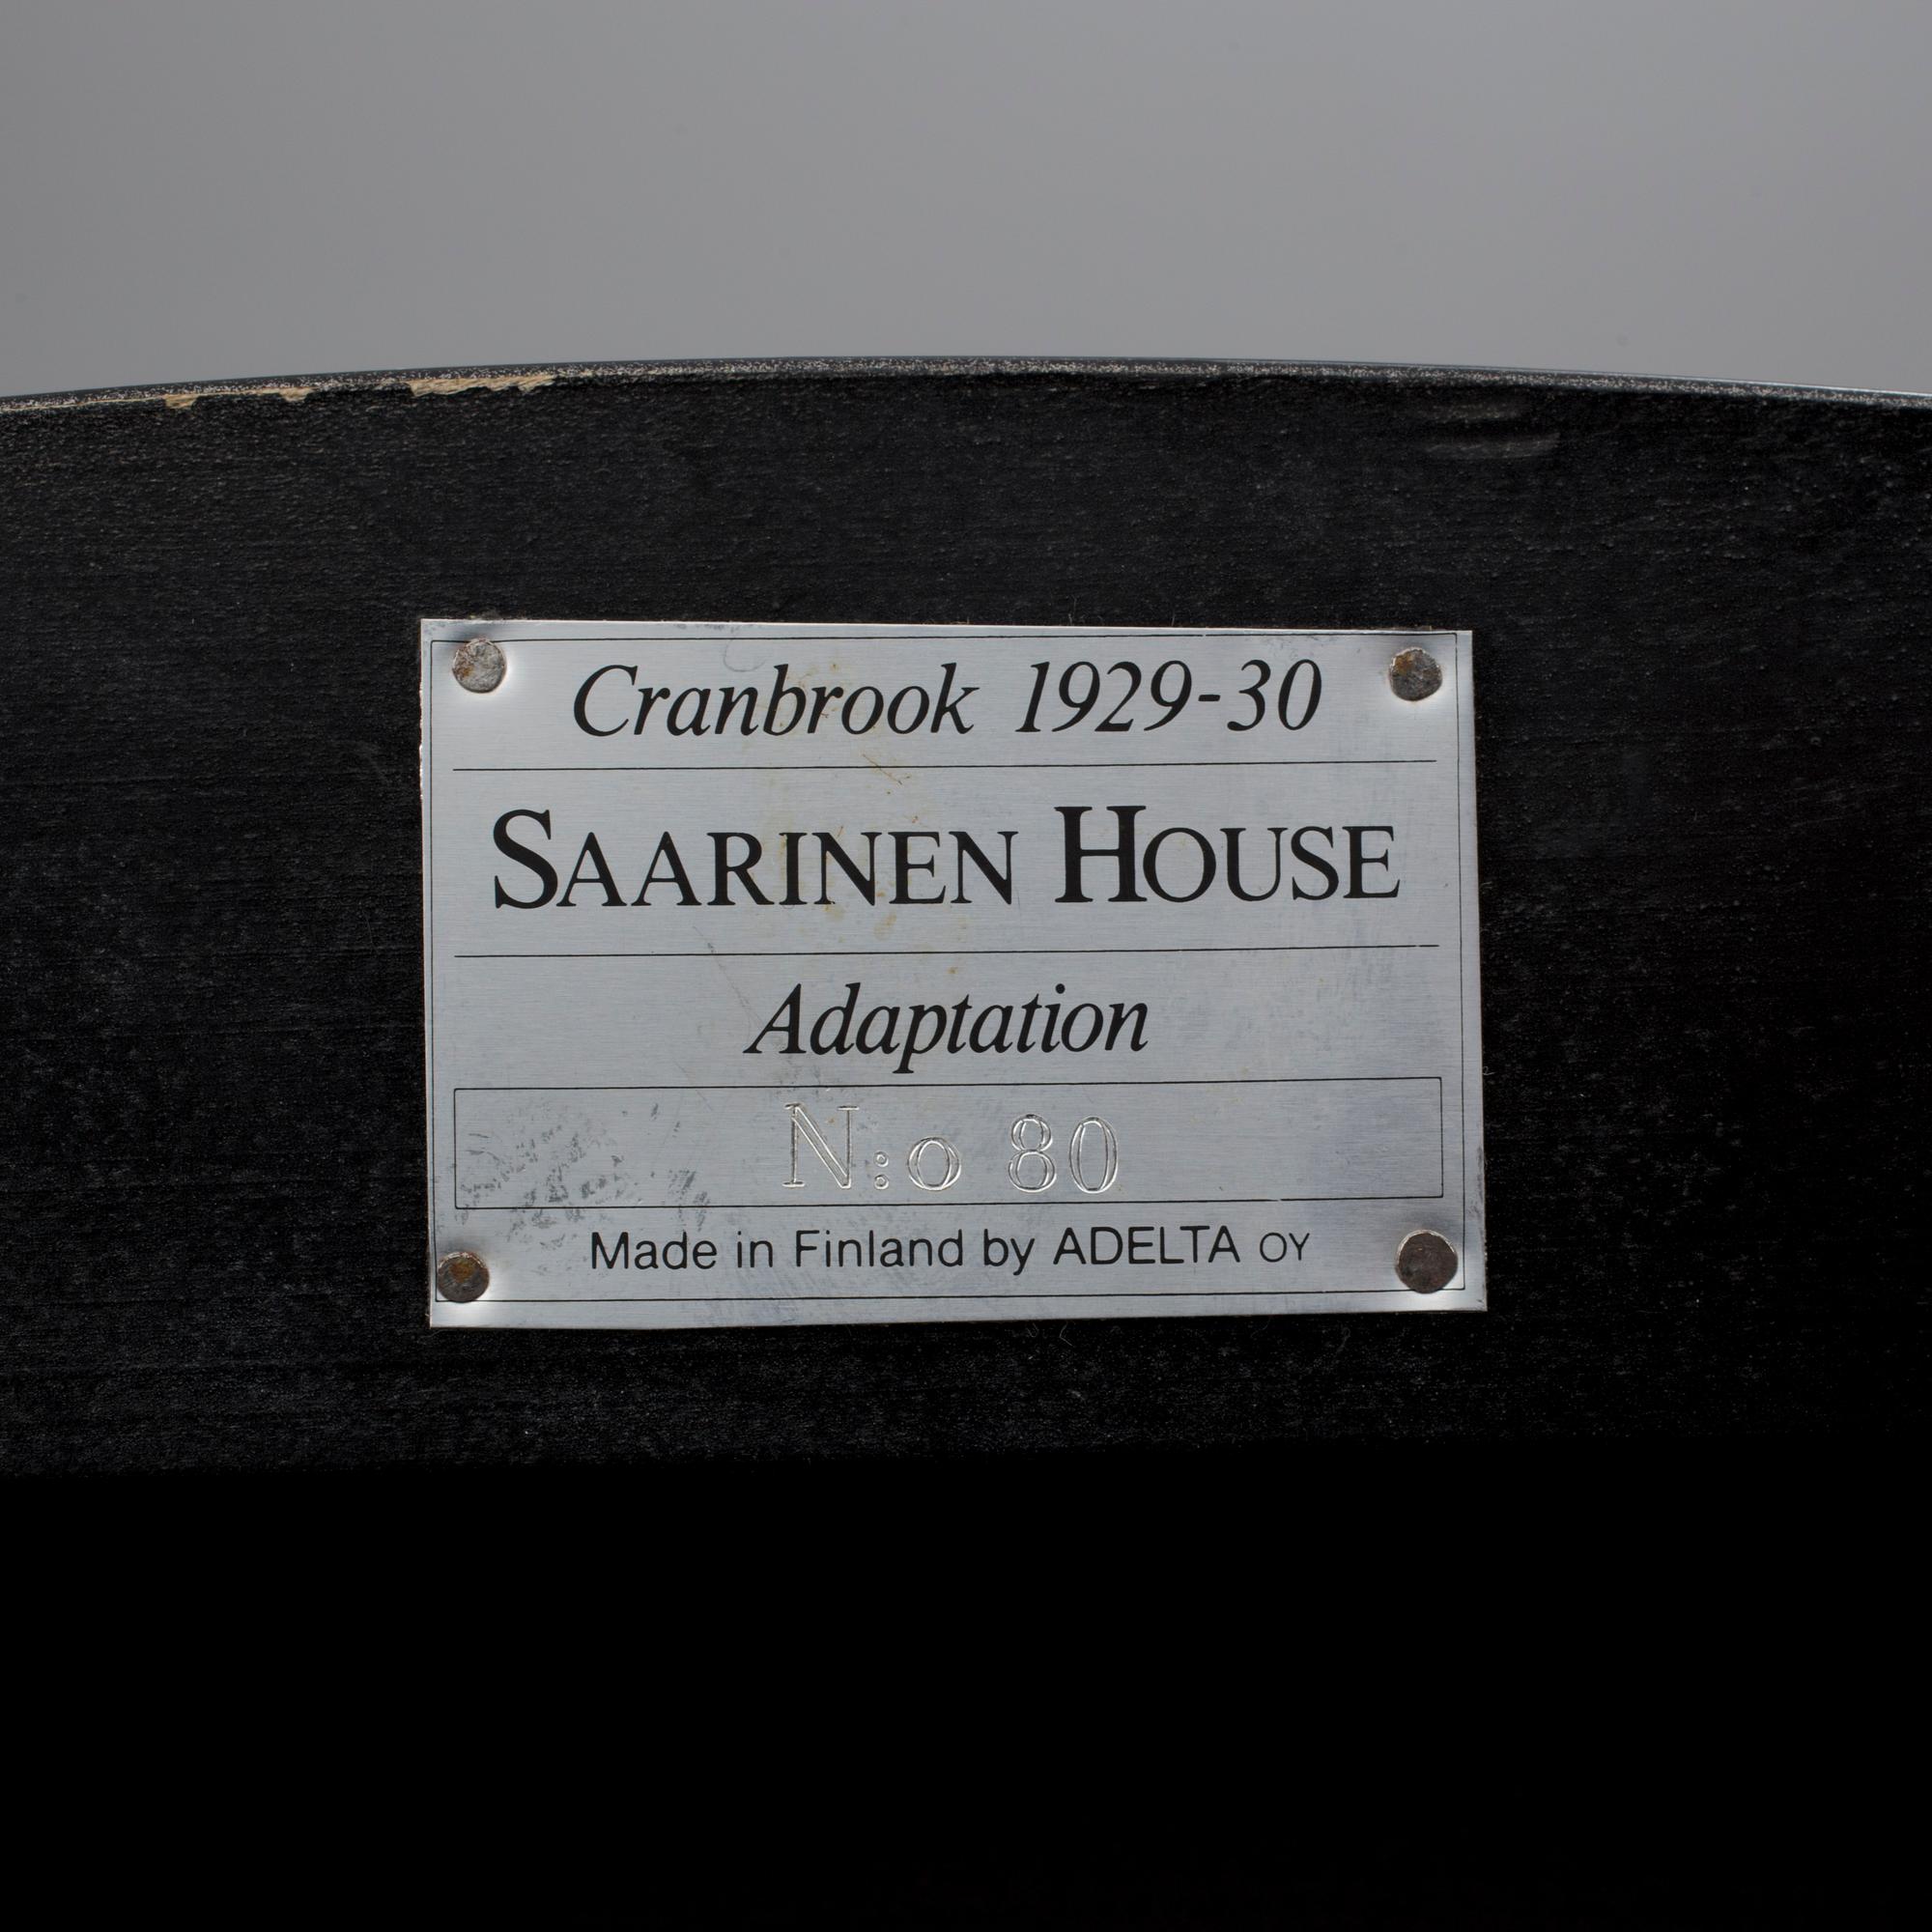 Cranbrook 1929-30
SAARINEN HOUSE
Adaptation
N:o 80
Made in Finland by ADELTA OY